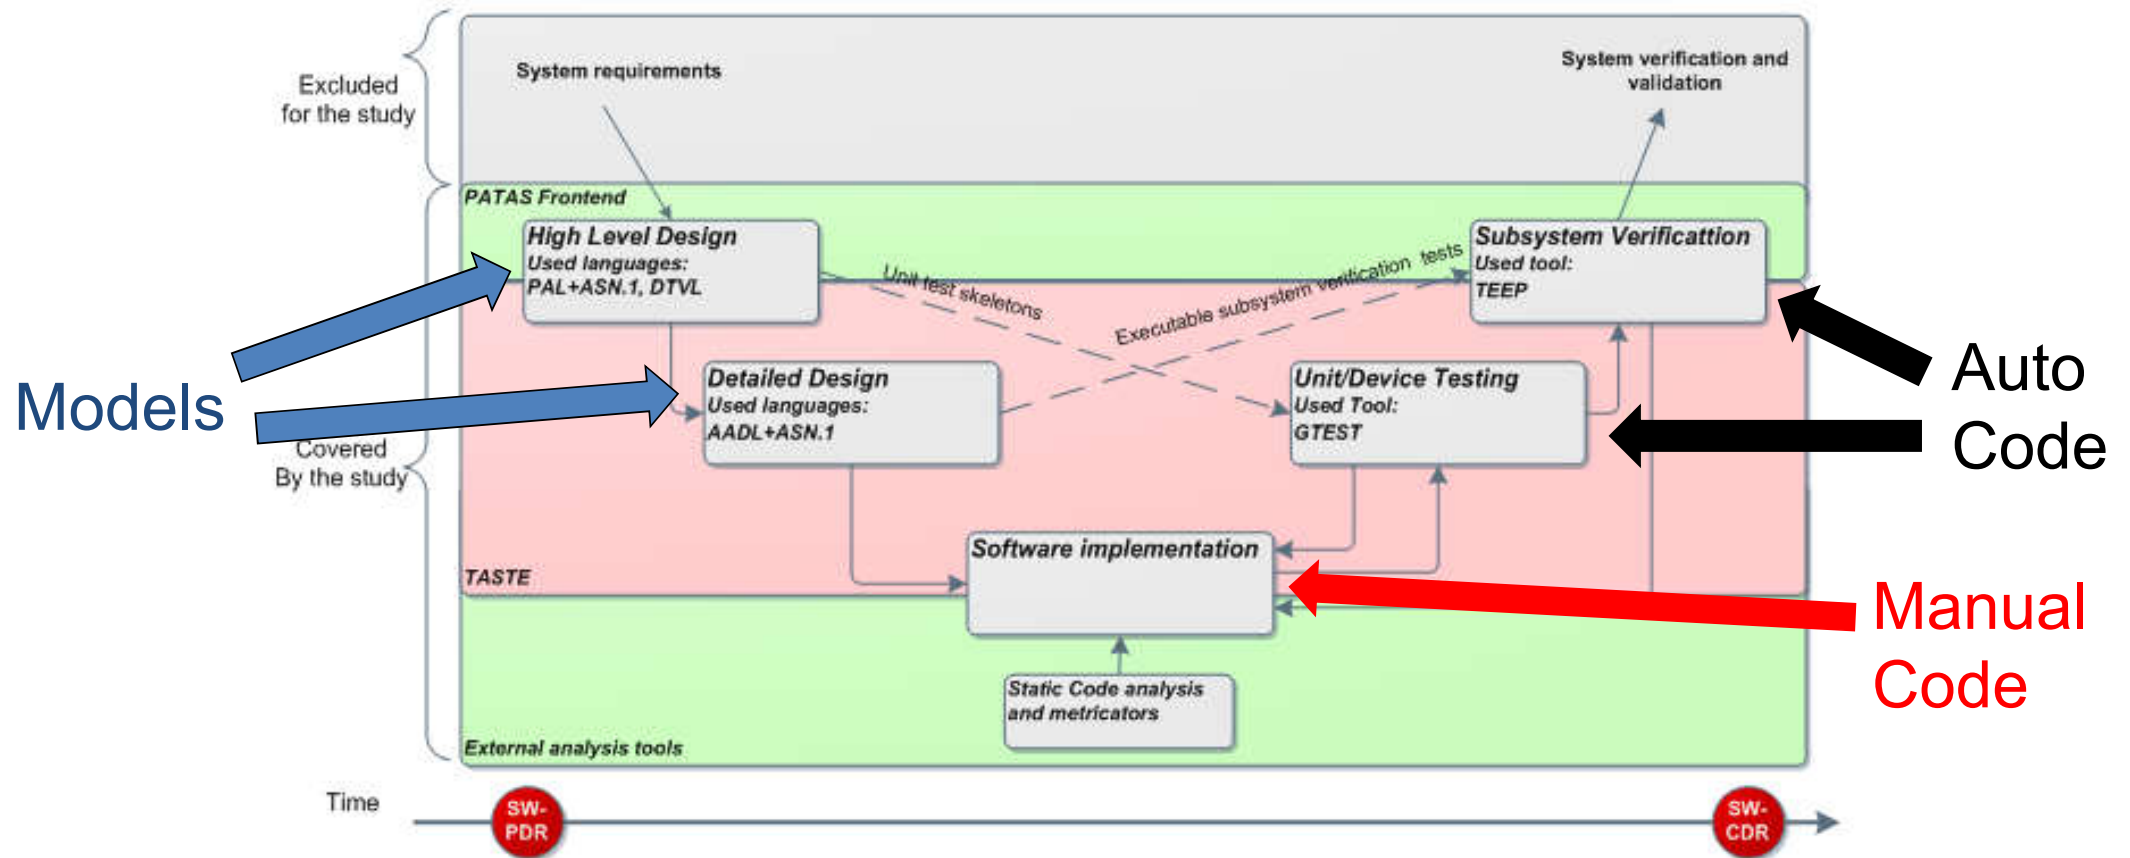 System requirements
System verification and
validation
Excluded
for the study
PATAS Frontend
High Level Design
Used languages:
PAL+ASN.1, DTVL
Subsystem Verificattion
Used tool:
TEEP
Unit test skeletons
Executable subsystem verification tests
Models
Detailed Design
Used languages:
AADL+ASN.1
Unit/Device Testing
Used Tool:
GTEST
Auto
Code
Covered
By the study
Software implementation
TASTE
Manual
Code
Static Code analysis
and metricators
External analysis tools
Time
SW-
PDR
SW-
CDR